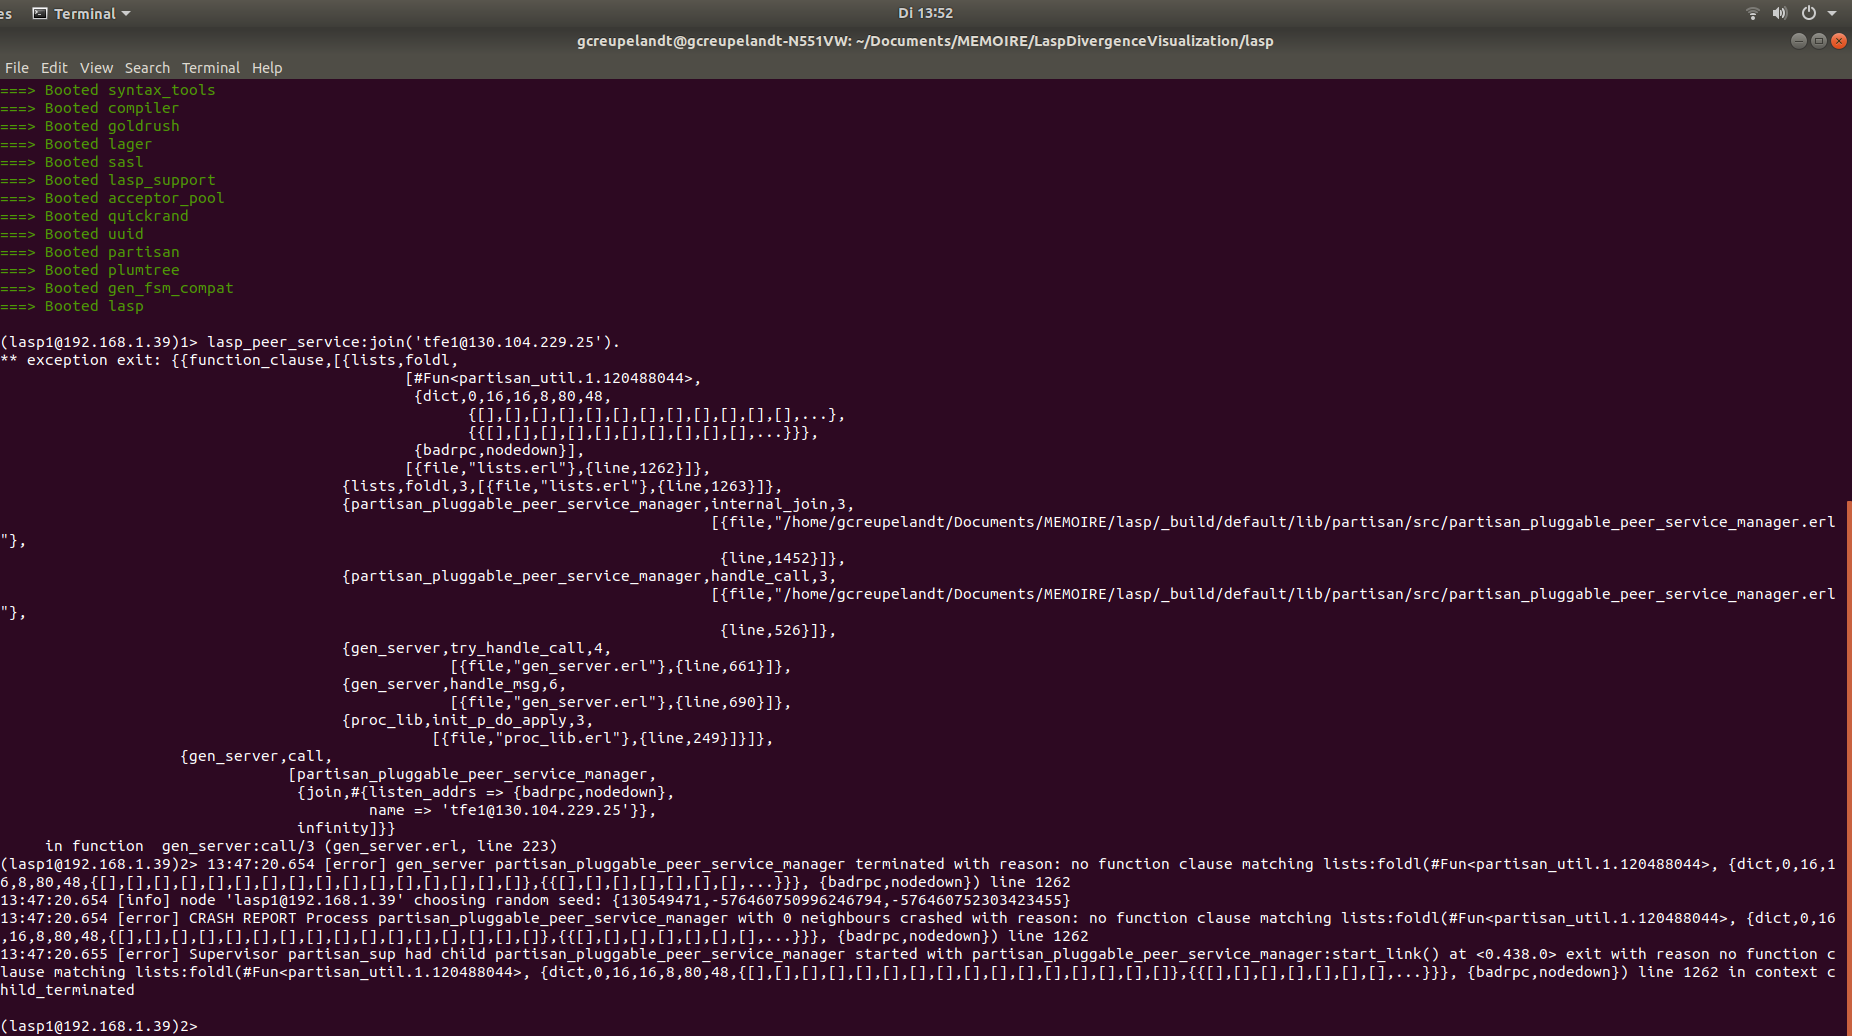 es Terminal Di 13:52
gcreupelandt@gcreupelandt-N551VW: ~/Documents/MEMOIRE/LaspDivergenceVisualization/lasp
File Edit View Search Terminal Help
===> Booted syntax_tools
===> Booted compiler
===> Booted goldrush
===> Booted lager
===> Booted sasl
===> Booted lasp_support
===> Booted acceptor_pool
===> Booted quickrand
===> Booted uuid
===> Booted partisan
===> Booted plumtree
===> Booted gen_fsm_compat
===> Booted lasp
(lasp1@192.168.1.39)1> lasp_peer_service:join('tfe1@130.104.229.25').
** exception exit: {{function_clause,[{lists,foldl,
[#Fun<partisan_util.1.120488044>,
{dict,0,16,16,8,80,48,
{[],[],[],[],[],[],[],[],[],[],[],[],...},
{{[],[],[],[],[],[],[],[],[],[],...}}},
{badrpc,nodedown}],
[{file,"lists.erl"},{line,1262}]},
{lists,foldl,3,[{file,"lists.erl"},{line,1263}]},
{partisan_pluggable_peer_service_manager,internal_join,3,
[{file,"/home/gcreupelandt/Documents/MEMOIRE/lasp/_build/default/lib/partisan/src/partisan_pluggable_peer_service_manager.erl
"},
{line,1452}]},
{partisan_pluggable_peer_service_manager,handle_call,3,
[{file,"/home/gcreupelandt/Documents/MEMOIRE/lasp/_build/default/lib/partisan/src/partisan_pluggable_peer_service_manager.erl
"},
{line,526}]},
{gen_server,try_handle_call,4,
[{file,"gen_server.erl"},{line,661}]},
{gen_server,handle_msg,6,
[{file,"gen_server.erl"},{line,690}]},
{proc_lib,init_p_do_apply,3,
[{file,"proc_lib.erl"},{line,249}]}]},
{gen_server,call,
[partisan_pluggable_peer_service_manager,
{join,#{listen_addrs => {badrpc,nodedown},
name => 'tfe1@130.104.229.25'}},
infinity]}}
in function  gen_server:call/3 (gen_server.erl, line 223)
(lasp1@192.168.1.39)2> 13:47:20.654 [error] gen_server partisan_pluggable_peer_service_manager terminated with reason: no function clause matching lists:foldl(#Fun<partisan_util.1.120488044>, {dict,0,16,1
6,8,80,48,{[],[],[],[],[],[],[],[],[],[],[],[],[],[],[],[]},{{[],[],[],[],[],[],...}}}, {badrpc,nodedown}) line 1262
13:47:20.654 [info] node 'lasp1@192.168.1.39' choosing random seed: {130549471,-576460750996246794,-576460752303423455}
13:47:20.654 [error] CRASH REPORT Process partisan_pluggable_peer_service_manager with 0 neighbours crashed with reason: no function clause matching lists:foldl(#Fun<partisan_util.1.120488044>, {dict,0,16
,16,8,80,48,{[],[],[],[],[],[],[],[],[],[],[],[],[],[],[],[]},{{[],[],[],[],[],[],...}}}, {badrpc,nodedown}) line 1262
13:47:20.655 [error] Supervisor partisan_sup had child partisan_pluggable_peer_service_manager started with partisan_pluggable_peer_service_manager:start_link() at <0.438.0> exit with reason no function c
lause matching lists:foldl(#Fun<partisan_util.1.120488044>, {dict,0,16,16,8,80,48,{[],[],[],[],[],[],[],[],[],[],[],[],[],[],[],[]},{{[],[],[],[],[],[],...}}}, {badrpc,nodedown}) line 1262 in context c
hild_terminated
(lasp1@192.168.1.39)2>